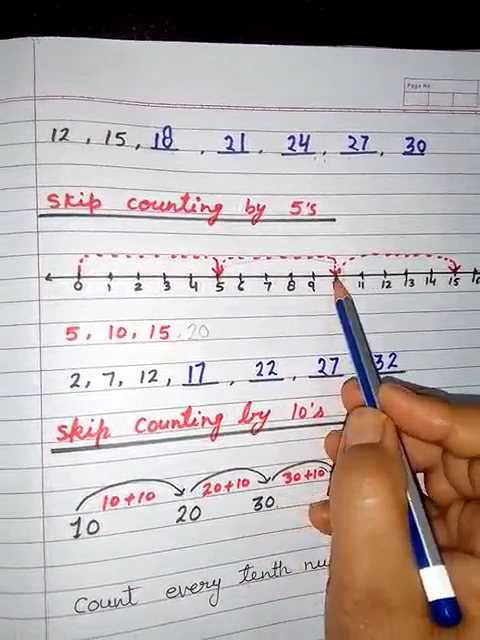 Page No
12, 15, 18, 21, 24, 27, 30
Skip counting by 5's
0 1 2 3 4 5 6 7 8 9 11 12 13 14 15
5, 10, 15, 20
2, 7, 12, 17, 22, 27, 32
Skip counting by 10's
10+10 20+10 30+10
10 20 30
Count every tenth